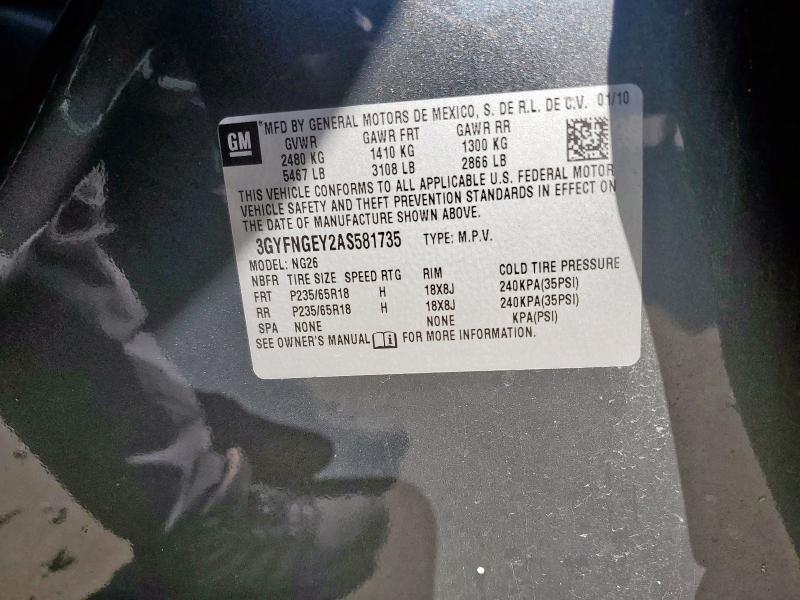 GM
*MFD BY GENERAL MOTORS DE MEXICO, S. DE R.L. DE C.V. 01/10
GVWR GAWR FRT GAWR RR
2480 KG 1410 KG 1300 KG
5467 LB 3108 LB 2866 LB
THIS VEHICLE CONFORMS TO ALL APPLICABLE U.S. FEDERAL MOTOR
VEHICLE SAFETY AND THEFT PREVENTION STANDARDS IN EFFECT ON
THE DATE OF MANUFACTURE SHOWN ABOVE.
3GYFNGEY2AS581735 TYPE: M.P.V.
MODEL: NG26
NBFR TIRE SIZE SPEED RTG RIM COLD TIRE PRESSURE
FRT P235/65R18 H 18X8J 240KPA(35PSI)
RR P235/65R18 H 18X8J 240KPA(35PSI)
SPA NONE NONE KPA(PSI)
SEE OWNER'S MANUAL FOR MORE INFORMATION.